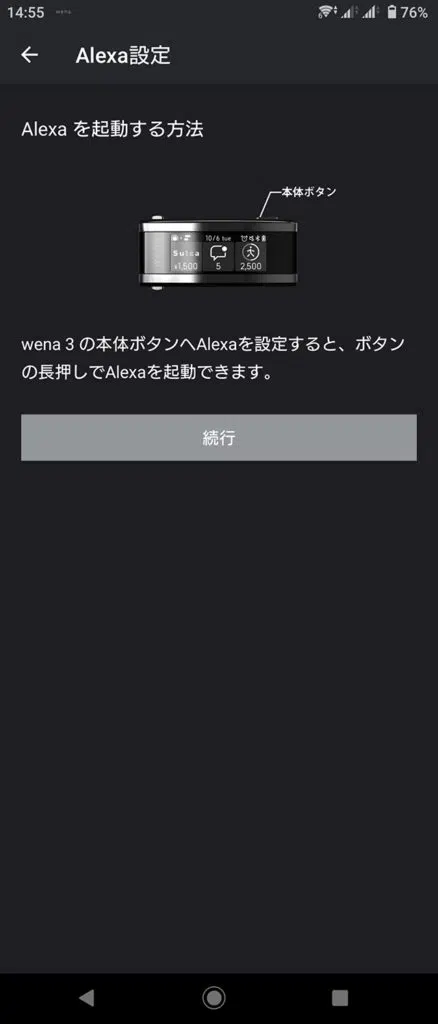 14:55 wena 76%
Alexa設定
Alexa を起動する方法
本体ボタン
10/6 tue
Suica
¥1,500 5 2,500
wena 3 の本体ボタンへAlexaを設定すると、ボタン
の長押しでAlexaを起動できます。
続行